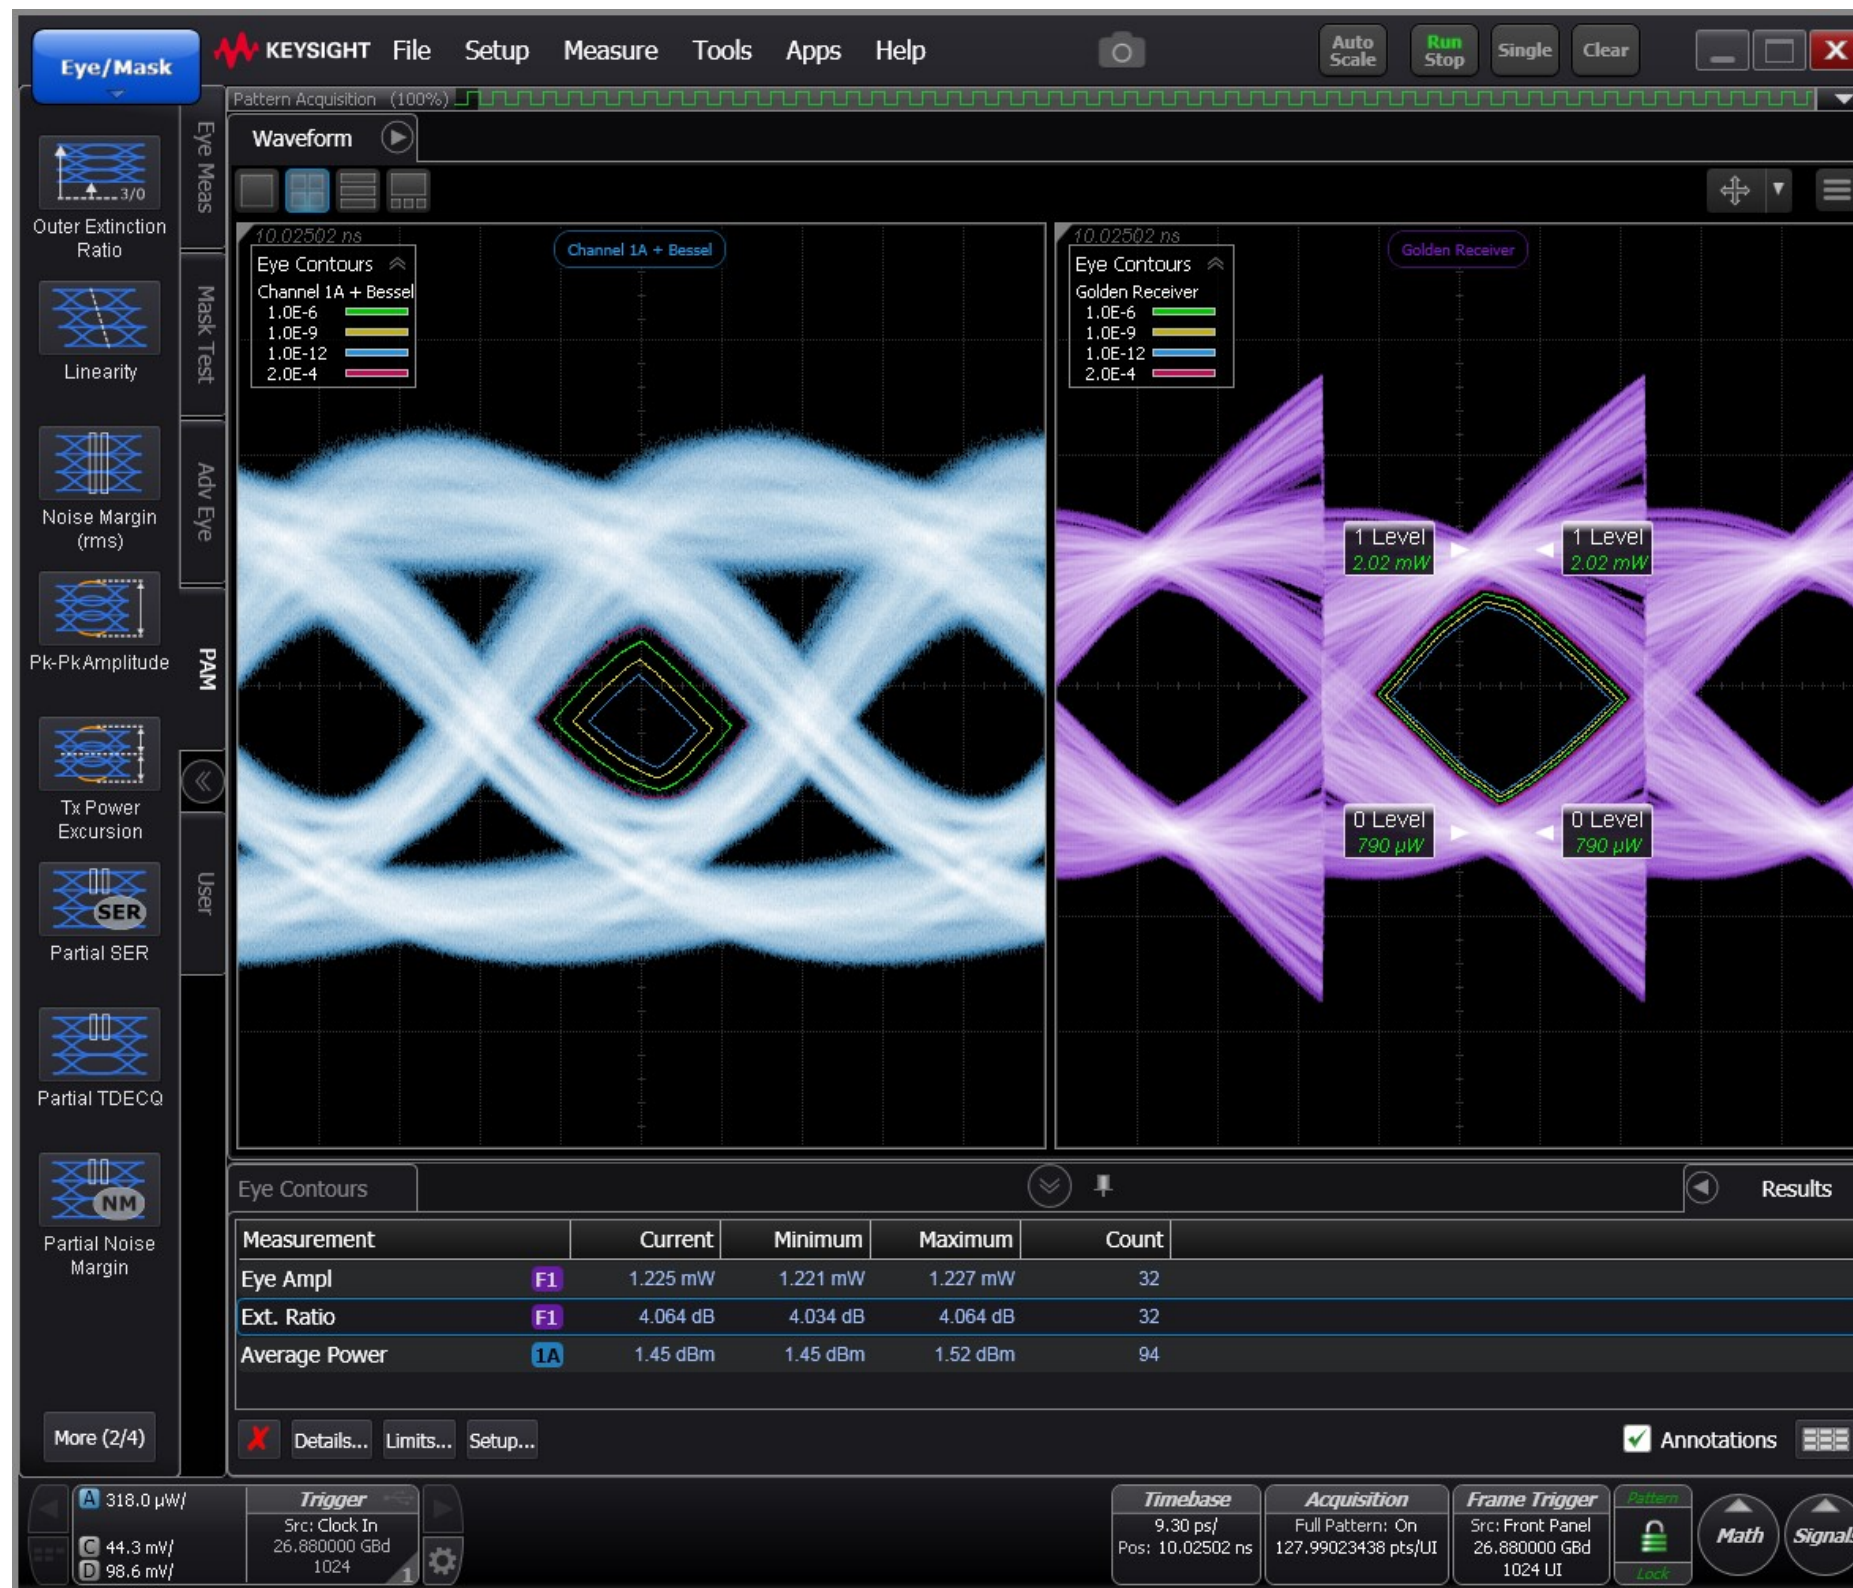 Eye/Mask
KEYSIGHT File Setup Measure Tools Apps Help
Auto Scale
Run Stop
Single
Clear
Pattern Acquisition (100%)
Waveform
Eye Meas
Mask Test
Adv Eye
PAM
User
3/0
Outer Extinction
Ratio
Linearity
Noise Margin
(rms)
Pk-Pk Amplitude
Tx Power
Excursion
SER
Partial SER
Partial TDECQ
NM
Partial Noise
Margin
More (2/4)
10.02502 ns
Channel 1A + Bessel
Eye Contours
Channel 1A + Bessel
1.0E-6
1.0E-9
1.0E-12
2.0E-4
10.02502 ns
Golden Receiver
Eye Contours
Golden Receiver
1.0E-6
1.0E-9
1.0E-12
2.0E-4
1 Level
2.02 mW
1 Level
2.02 mW
0 Level
790 µW
0 Level
790 µW
Eye Contours
Results
Measurement Current Minimum Maximum Count
Eye Ampl F1 1.225 mW 1.221 mW 1.227 mW 32
Ext. Ratio F1 4.064 dB 4.034 dB 4.064 dB 32
Average Power 1A 1.45 dBm 1.45 dBm 1.52 dBm 94
Details... Limits... Setup...
Annotations
A 318.0 µW/
C 44.3 mV/
D 98.6 mV/
Trigger
Src: Clock In
26.880000 GBd
1024
1
Timebase
9.30 ps/
Pos: 10.02502 ns
Acquisition
Full Pattern: On
127.99023438 pts/UI
Frame Trigger
Src: Front Panel
26.880000 GBd
1024 UI
Pattern
Lock
Math
Signals